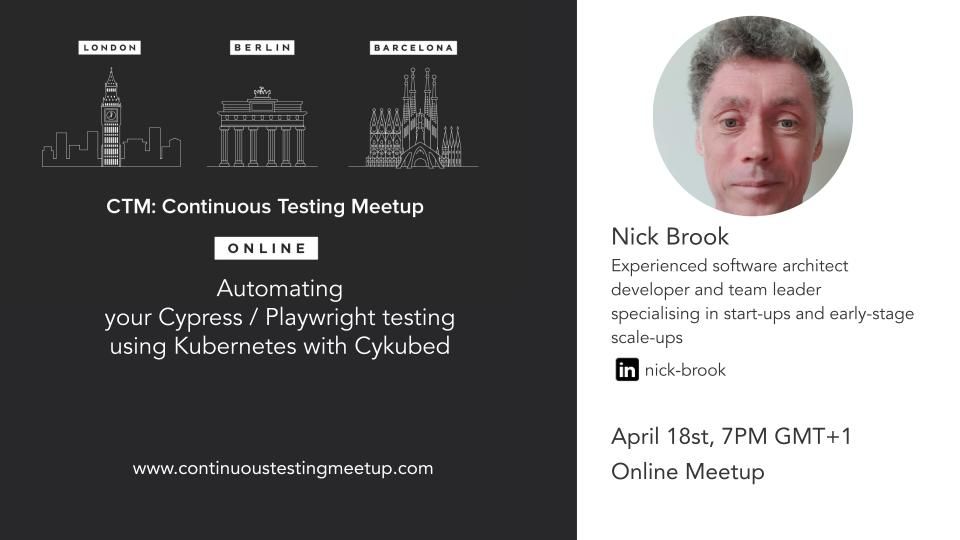 LONDON
BERLIN
BARCELONA
CTM: Continuous Testing Meetup
ONLINE
Automating
your Cypress / Playwright testing
using Kubernetes with Cykubed
www.continuoustestingmeetup.com
Nick Brook
Experienced software architect
developer and team leader
specialising in start-ups and early-stage
scale-ups
in nick-brook
April 18st, 7PM GMT+1
Online Meetup